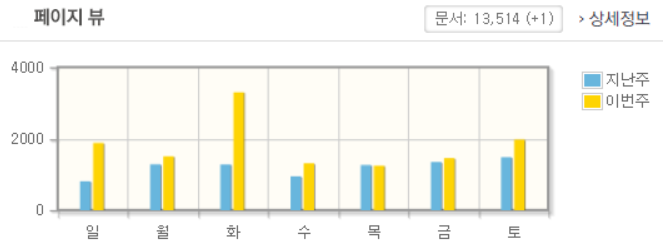 페이지 뷰
문서: 13,514 (+1)
› 상세정보
4000
2000
0
일 월 화 수 목 금 토
지난주
이번주